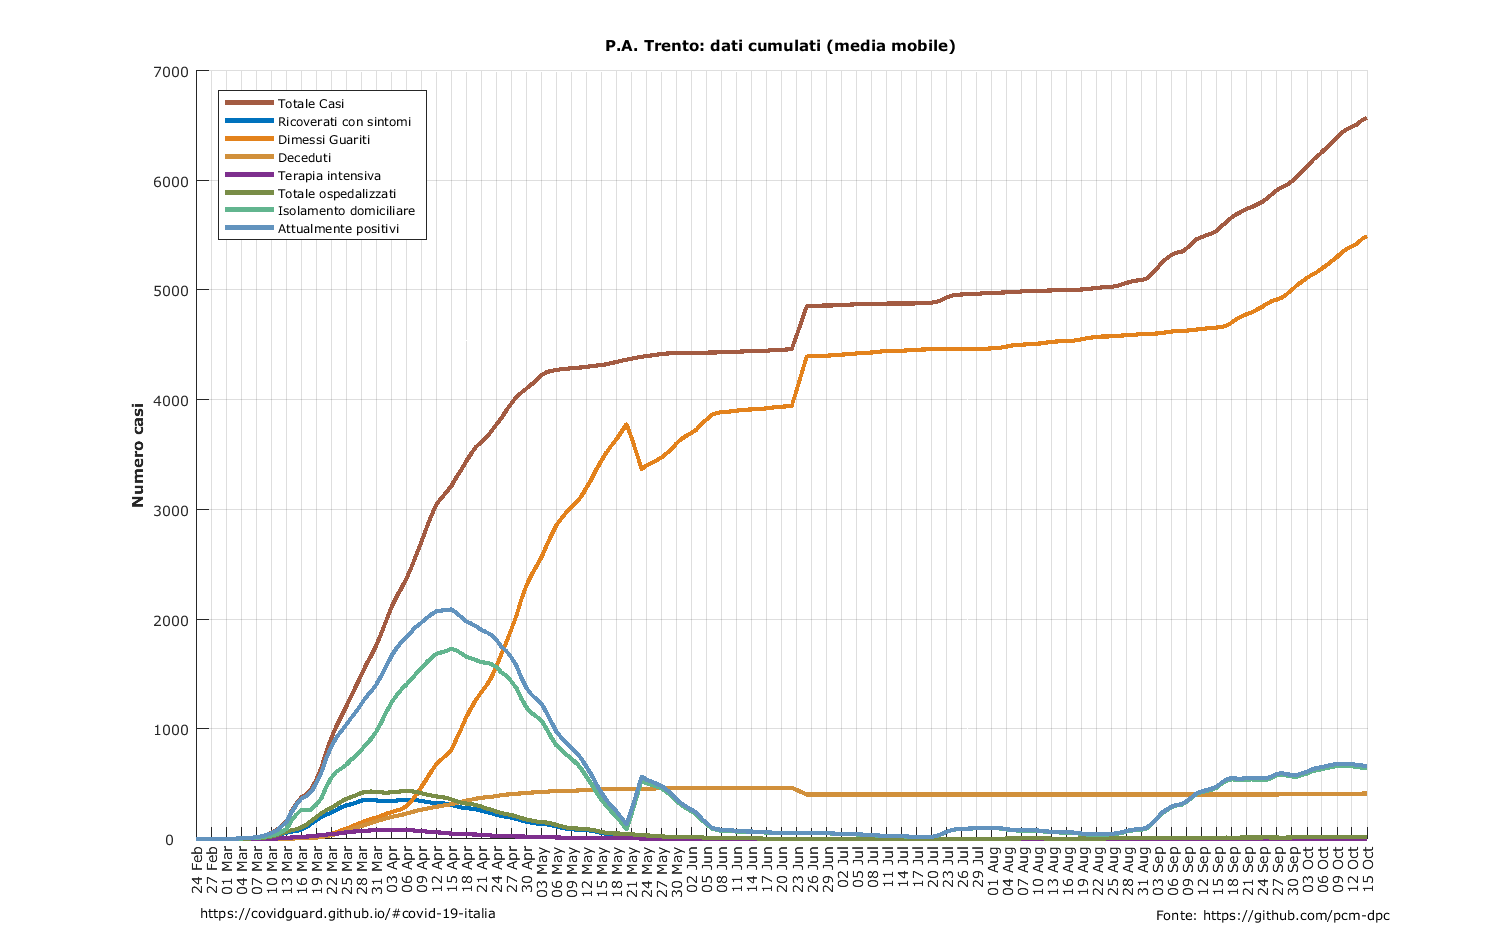 P.A. Trento: dati cumulati (media mobile)
7000
6000
5000
4000
3000
2000
1000
0
Numero casi
Totale Casi
Ricoverati con sintomi
Dimessi Guariti
Deceduti
Terapia intensiva
Totale ospedalizzati
Isolamento domiciliare
Attualmente positivi
24 Feb
27 Feb
01 Mar
04 Mar
07 Mar
10 Mar
13 Mar
16 Mar
19 Mar
22 Mar
25 Mar
28 Mar
31 Mar
03 Apr
06 Apr
09 Apr
12 Apr
15 Apr
18 Apr
21 Apr
24 Apr
27 Apr
30 Apr
03 May
06 May
09 May
12 May
15 May
18 May
21 May
24 May
27 May
30 May
02 Jun
05 Jun
08 Jun
11 Jun
14 Jun
17 Jun
20 Jun
23 Jun
26 Jun
29 Jun
02 Jul
05 Jul
08 Jul
11 Jul
14 Jul
17 Jul
20 Jul
23 Jul
26 Jul
29 Jul
01 Aug
04 Aug
07 Aug
10 Aug
13 Aug
16 Aug
19 Aug
22 Aug
25 Aug
28 Aug
31 Aug
03 Sep
06 Sep
09 Sep
12 Sep
15 Sep
18 Sep
21 Sep
24 Sep
27 Sep
30 Sep
03 Oct
06 Oct
09 Oct
12 Oct
15 Oct
https://covidguard.github.io/#covid-19-italia
Fonte: https://github.com/pcm-dpc